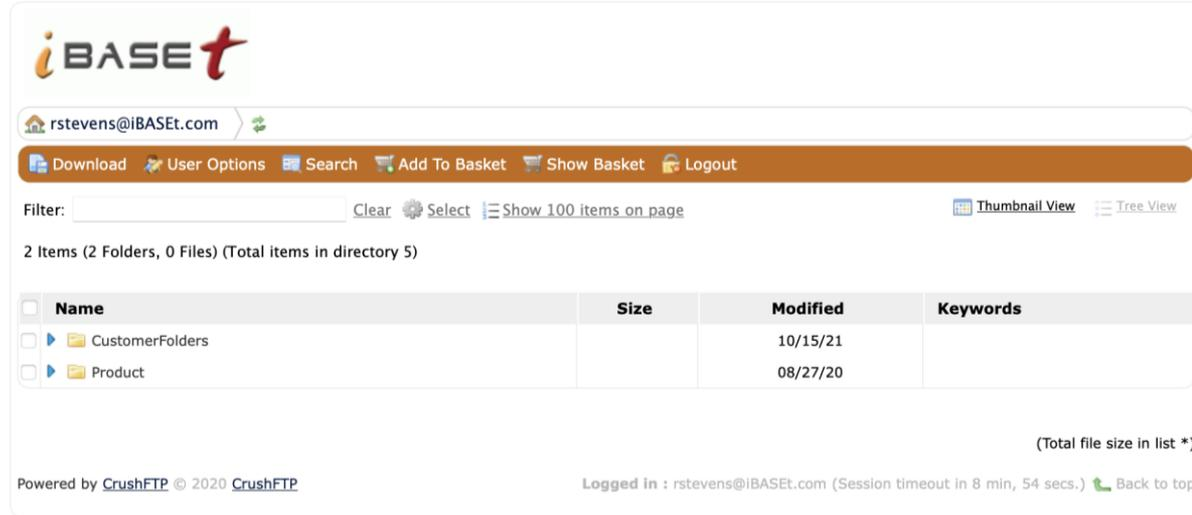 iBASEt
rstevens@iBASEt.com
Download User Options Search Add To Basket Show Basket Logout
Filter: Clear Select Show 100 items on page Thumbnail View Tree View
2 Items (2 Folders, 0 Files) (Total items in directory 5)
Name Size Modified Keywords
CustomerFolders 10/15/21
Product 08/27/20
(Total file size in list *)
Powered by CrushFTP © 2020 CrushFTP Logged in : rstevens@iBASEt.com (Session timeout in 8 min, 54 secs.) Back to top